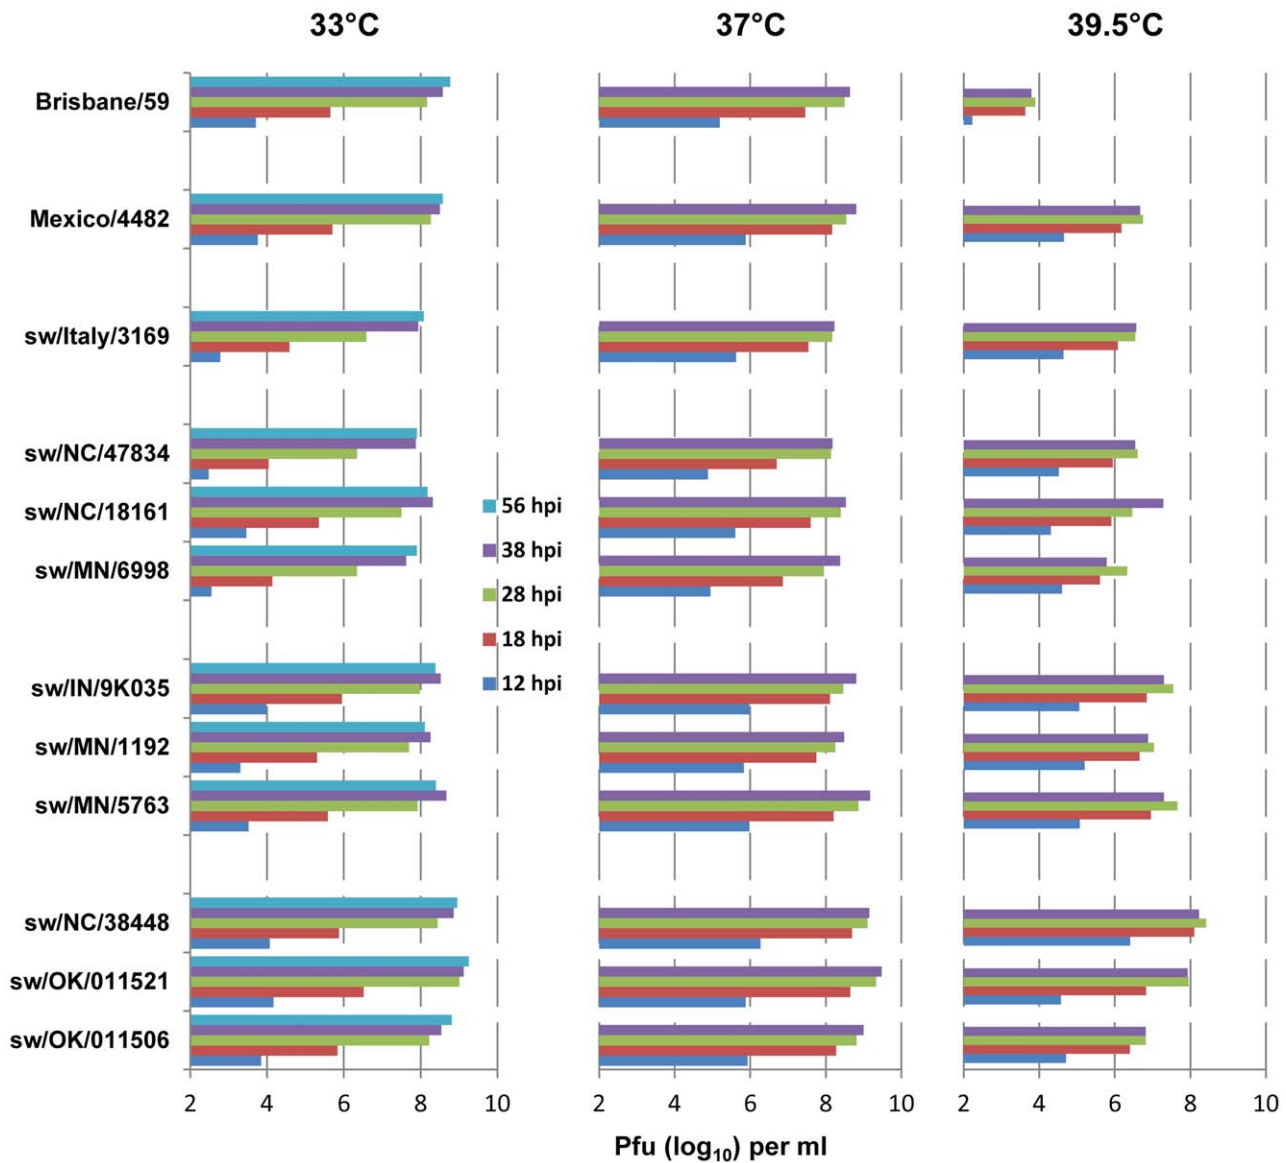 33°C 37°C 39.5°C
Brisbane/59
Mexico/4482
sw/Italy/3169
sw/NC/47834
sw/NC/18161
sw/MN/6998
sw/IN/9K035
sw/MN/1192
sw/MN/5763
sw/NC/38448
sw/OK/011521
sw/OK/011506
56 hpi
38 hpi
28 hpi
18 hpi
12 hpi
2 4 6 8 10 2 4 6 8 10 2 4 6 8 10
Pfu (log₁₀) per ml